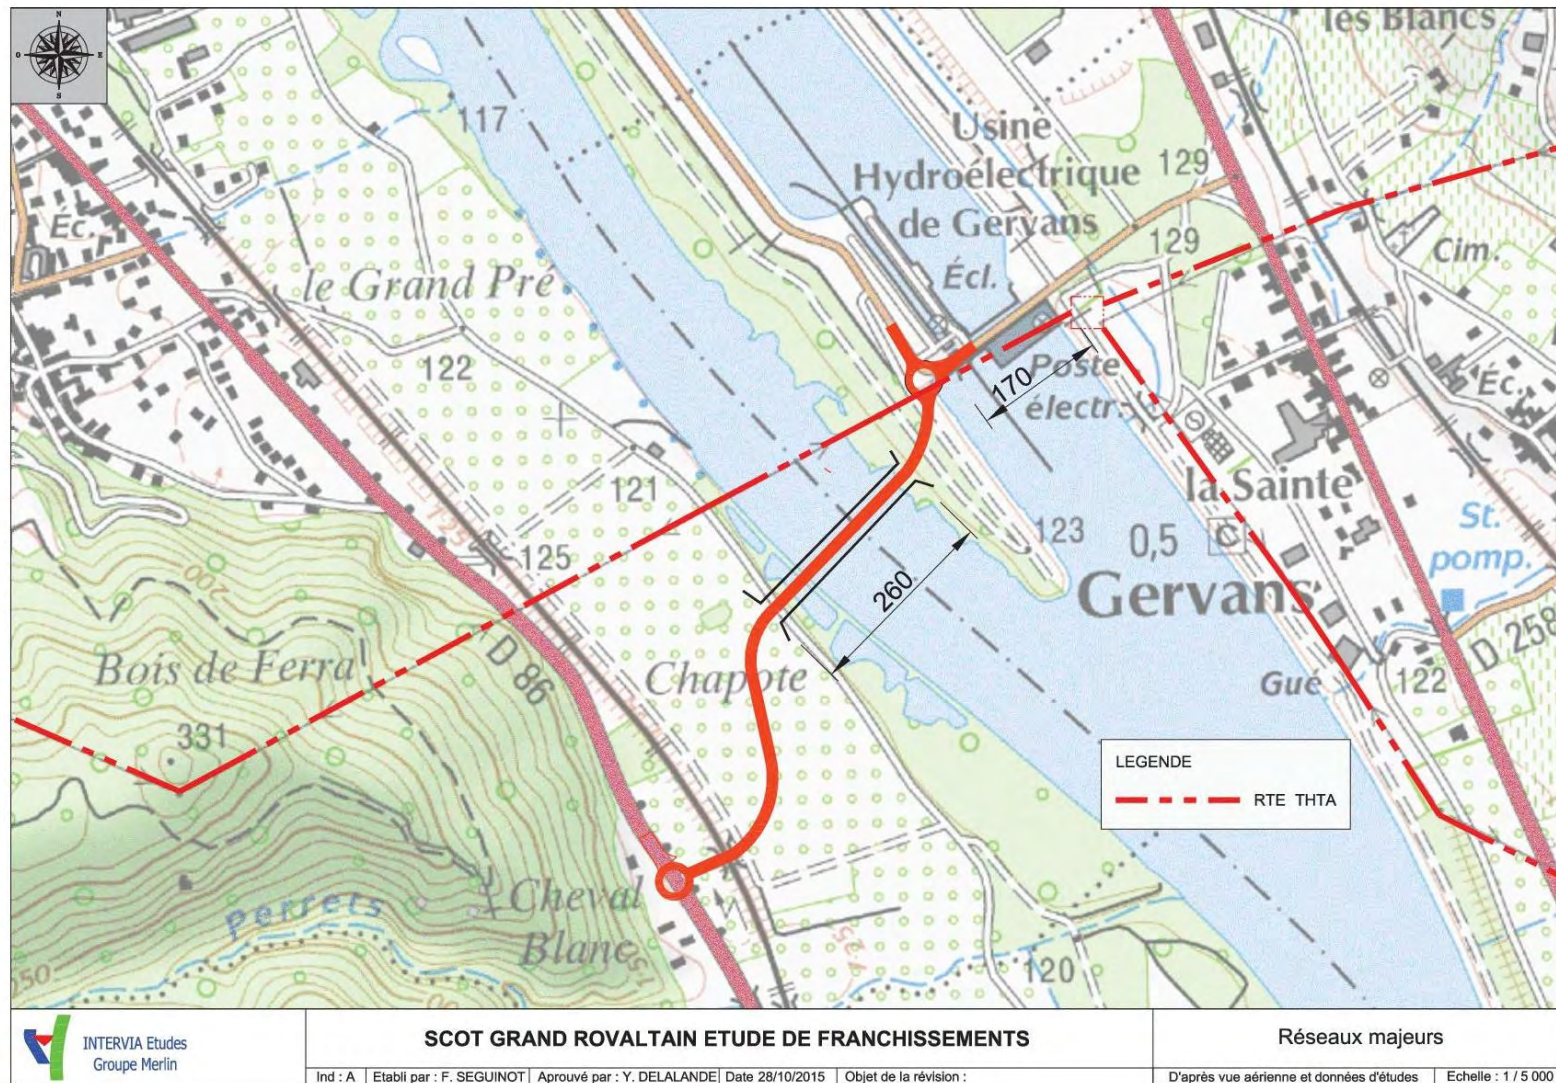 N
O
E
S
les Blancs
117
Usine
Hydroélectrique
de Gervans
129
129
Éc.
Écl.
Cim.
le Grand Pré
122
Poste
électr.
170
Éc.
121
la Sainte
125
123
0,5
C
St.
pomp.
200
260
Gervans
D 86
D 258
Bois de Ferra
Chapote
Gué
122
331
LEGENDE
RTE THTA
Cheval
Blanc
Perrets
120
INTERVIA Etudes
Groupe Merlin
SCOT GRAND ROVALTAIN ETUDE DE FRANCHISSEMENTS
Réseaux majeurs
Ind : A Etabli par : F. SEGUINOT Aprouvé par : Y. DELALANDE Date 28/10/2015 Objet de la révision :
D'après vue aérienne et données d'études Echelle : 1 / 5 000